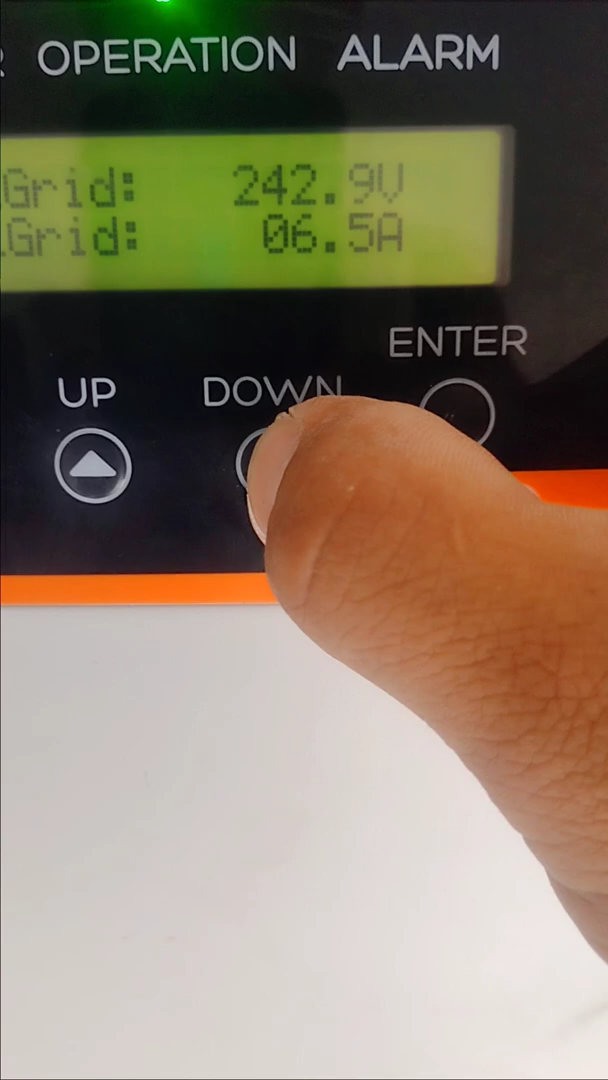 OPERATION ALARM
Grid: 242.9V
Grid: 06.5A
ENTER
UP DOWN